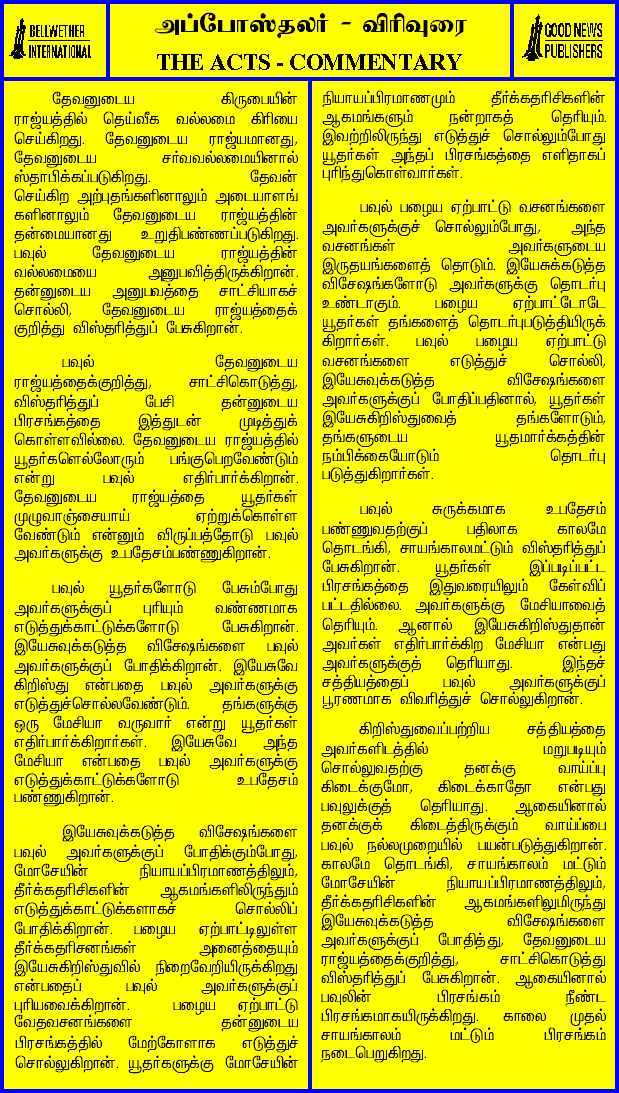 BELLWETHER
INTERNATIONAL
அப்போஸ்தலர் - விரிவுரை
THE ACTS - COMMENTARY
GOOD NEWS
PUBLISHERS
தேவனுடைய கிருபையின்
ராஜ்யத்தில் தெய்வீக வல்லமை கிரியை
செய்கிறது. தேவனுடைய ராஜ்யமானது,
தேவனுடைய சர்வவல்லமையினால்
ஸ்தாபிக்கப்படுகிறது. தேவன்
செய்கிற அற்புதங்களினாலும் அடையாளங்
களினாலும் தேவனுடைய ராஜ்யத்தின்
தன்மையானது உறுதிபண்ணப்படுகிறது.
பவுல் தேவனுடைய ராஜ்யத்தின்
வல்லமையை அனுபவித்திருக்கிறான்.
தன்னுடைய அனுபவத்தை சாட்சியாகச்
சொல்லி, தேவனுடைய ராஜ்யத்தைக்
குறித்து விஸ்தரித்துப் பேசுகிறான்.
பவுல் தேவனுடைய
ராஜ்யத்தைக்குறித்து, சாட்சிகொடுத்து,
விஸ்தரித்துப் பேசி தன்னுடைய
பிரசங்கத்தை இத்துடன் முடித்துக்
கொள்ளவில்லை. தேவனுடைய ராஜ்யத்தில்
யூதர்களெல்லோரும் பங்குபெறவேண்டும்
என்று பவுல் எதிர்பார்க்கிறான்.
தேவனுடைய ராஜ்யத்தை யூதர்கள்
முழுவாஞ்சையாய் ஏற்றுக்கொள்ள
வேண்டும் என்னும் விருப்பத்தோடு பவுல்
அவர்களுக்கு உபதேசம்பண்ணுகிறான்.
பவுல் யூதர்களோடு பேசும்போது
அவர்களுக்குப் புரியும் வண்ணமாக
எடுத்துக்காட்டுக்களோடு பேசுகிறான்.
இயேசுவுக்கடுத்த விசேஷங்களை பவுல்
அவர்களுக்குப் போதிக்கிறான். இயேசுவே
கிறிஸ்து என்பதை பவுல் அவர்களுக்கு
எடுத்துச்சொல்லவேண்டும். தங்களுக்கு
ஒரு மேசியா வருவார் என்று யூதர்கள்
எதிர்பார்க்கிறார்கள். இயேசுவே அந்த
மேசியா என்பதை பவுல் அவர்களுக்கு
எடுத்துக்காட்டுக்களோடு உபதேசம்
பண்ணுகிறான்.
இயேசுவுக்கடுத்த விசேஷங்களை
பவுல் அவர்களுக்குப் போதிக்கும்போது,
மோசேயின் நியாயப்பிரமாணத்திலும்,
தீர்க்கதரிசிகளின் ஆகமங்களிலிருந்தும்
எடுத்துக்காட்டுக்களாகச் சொல்லிப்
போதிக்கிறான். பழைய ஏற்பாட்டிலுள்ள
தீர்க்கதரிசனங்கள் அனைத்தையும்
இயேசுகிறிஸ்துவில் நிறைவேறியிருக்கிறது
என்பதைப் பவுல் அவர்களுக்குப்
புரியவைக்கிறான். பழைய ஏற்பாட்டு
வேதவசனங்களை தன்னுடைய
பிரசங்கத்தில் மேற்கோளாக எடுத்துச்
சொல்லுகிறான். யூதர்களுக்கு மோசேயின்
நியாயப்பிரமாணமும் தீர்க்கதரிசிகளின்
ஆகமங்களும் நன்றாகத் தெரியும்.
இவற்றிலிருந்து எடுத்துச் சொல்லும்போது
யூதர்கள் அந்தப் பிரசங்கத்தை எளிதாகப்
புரிந்துகொள்வார்கள்.
பவுல் பழைய ஏற்பாட்டு வசனங்களை
அவர்களுக்குச் சொல்லும்போது, அந்த
வசனங்கள் அவர்களுடைய
இருதயங்களைத் தொடும். இயேசுக்கடுத்த
விசேஷங்களோடு அவர்களுக்கு தொடர்பு
உண்டாகும். பழைய ஏற்பாட்டோடே
யூதர்கள் தங்களைத் தொடர்புபடுத்தியிருக்
கிறார்கள். பவுல் பழைய ஏற்பாட்டு
வசனங்களை எடுத்துச் சொல்லி,
இயேசுவுக்கடுத்த விசேஷங்களை
அவர்களுக்குப் போதிப்பதினால், யூதர்கள்
இயேசுகிறிஸ்துவைத் தங்களோடும்,
தங்களுடைய யூதமார்க்கத்தின்
நம்பிக்கையோடும் தொடர்பு
படுத்துகிறார்கள்.
பவுல் சுருக்கமாக உபதேசம்
பண்ணுவதற்குப் பதிலாக காலமே
தொடங்கி, சாயங்காலமட்டும் விஸ்தரித்துப்
பேசுகிறான். யூதர்கள் இப்படிப்பட்ட
பிரசங்கத்தை இதுவரையிலும் கேள்விப்
பட்டதில்லை. அவர்களுக்கு மேசியாவைத்
தெரியும். ஆனால் இயேசுகிறிஸ்துதான்
அவர்கள் எதிர்பார்க்கிற மேசியா என்பது
அவர்களுக்குத் தெரியாது. இந்தச்
சத்தியத்தைப் பவுல் அவர்களுக்குப்
பூரணமாக விவரித்துச் சொல்லுகிறான்.
கிறிஸ்துவைப்பற்றிய சத்தியத்தை
அவர்களிடத்தில் மறுபடியும்
சொல்லுவதற்கு தனக்கு வாய்ப்பு
கிடைக்குமோ, கிடைக்காதோ என்பது
பவுலுக்குத் தெரியாது. ஆகையினால்
தனக்குக் கிடைத்திருக்கும் வாய்ப்பை
பவுல் நல்லமுறையில் பயன்படுத்துகிறான்.
காலமே தொடங்கி, சாயங்காலம் மட்டும்
மோசேயின் நியாயப்பிரமாணத்திலும்,
தீர்க்கதரிசிகளின் ஆகமங்களிலுமிருந்து
இயேசுவுக்கடுத்த விசேஷங்களை
அவர்களுக்குப் போதித்து, தேவனுடைய
ராஜ்யத்தைக்குறித்து, சாட்சிகொடுத்து
விஸ்தரித்துப் பேசுகிறான். ஆகையினால்
பவுலின் பிரசங்கம் நீண்ட
பிரசங்கமாகயிருக்கிறது. காலை முதல்
சாயங்காலம் மட்டும் பிரசங்கம்
நடைபெறுகிறது.